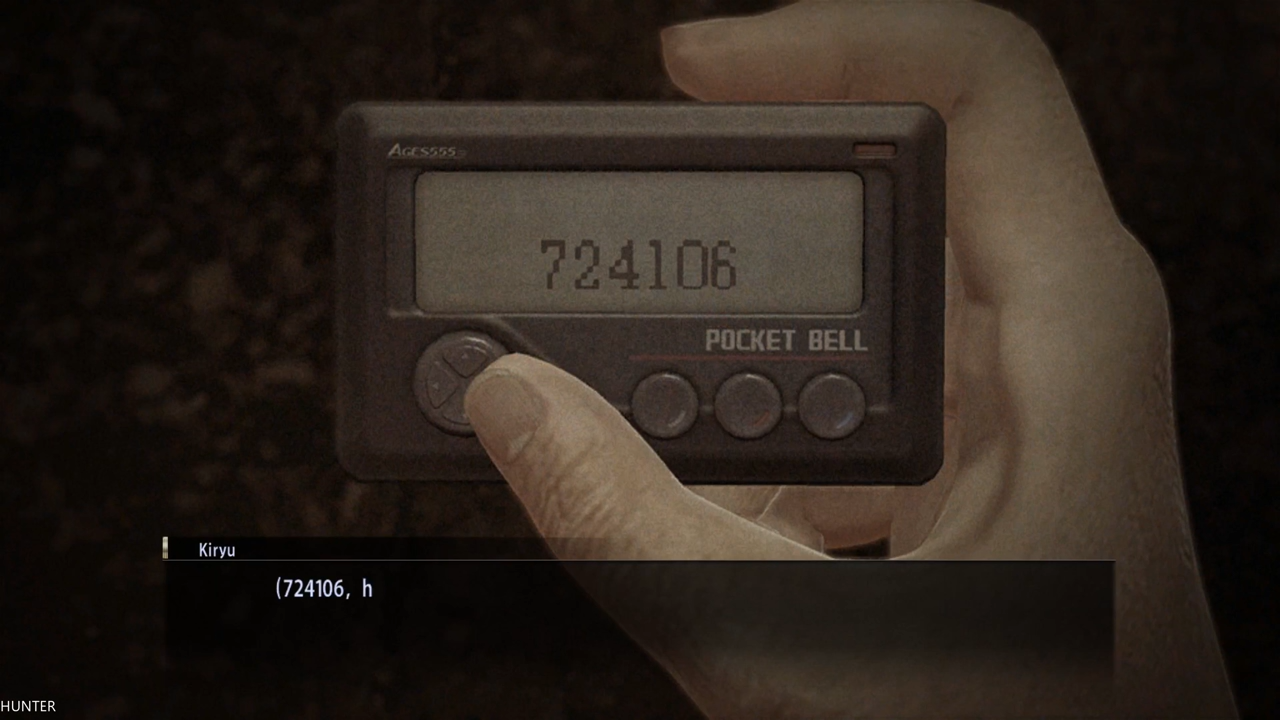 AGES555
724106
POCKET BELL
Kiryu
(724106, h
HUNTER